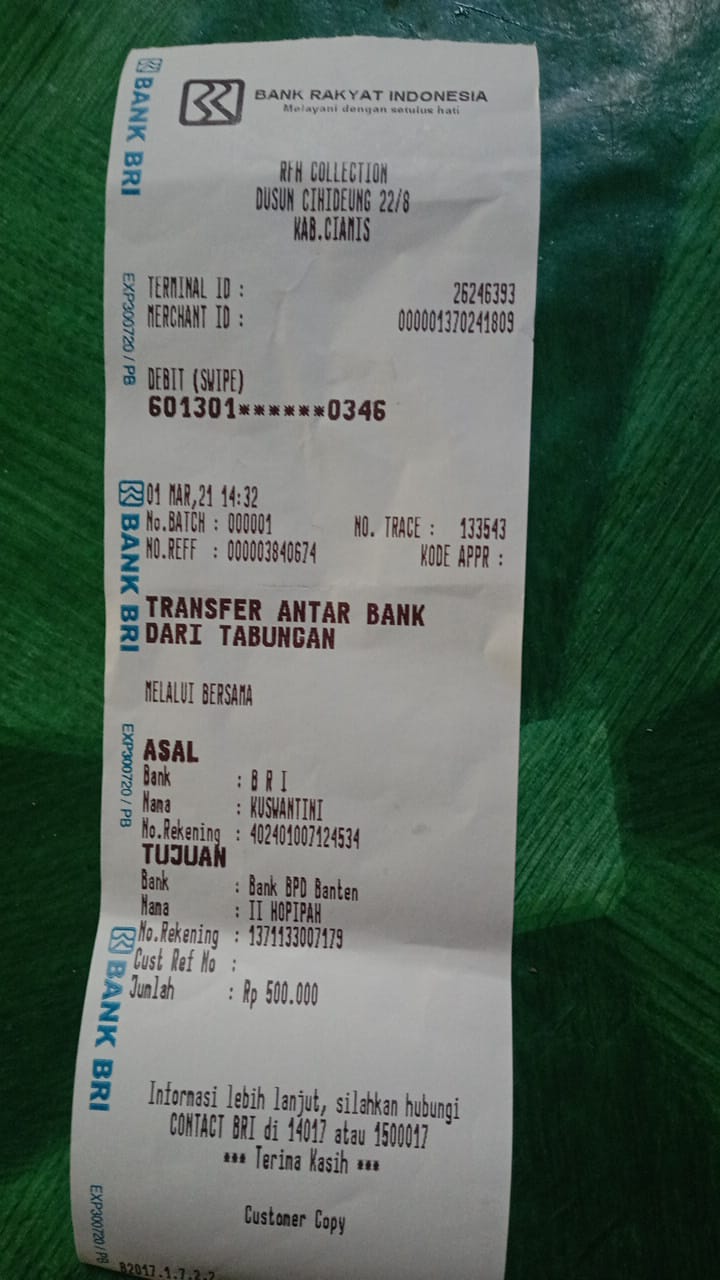 BANK BRI
BANK RAKYAT INDONESIA
Melayani dengan setulus hati
RFH COLLECTION
DUSUN CIHIDEUNG 22/8
KAB.CIAMIS
EXP300720 / PB
TERMINAL ID : 26246393
MERCHANT ID : 000001370241809
DEBIT (SWIPE)
601301******0346
BANK BRI
01 MAR,21 14:32
No.BATCH : 000001 NO. TRACE : 133543
NO.REFF : 000003840674 KODE APPR :
TRANSFER ANTAR BANK
DARI TABUNGAN
MELALUI BERSAMA
EXP300720 / PB
ASAL
Bank : B R I
Nama : KUSWANTINI
No.Rekening : 402401007124534
TUJUAN
Bank : Bank BPD Banten
Nama : II HOPIPAH
No.Rekening : 1371133007179
Cust Ref No :
Jumlah : Rp 500.000
BANK BRI
Informasi lebih lanjut, silahkan hubungi
CONTACT BRI di 14017 atau 1500017
*** Terima Kasih ***
Customer Copy
EXP300720 / PB
B2017.1.7.2.2